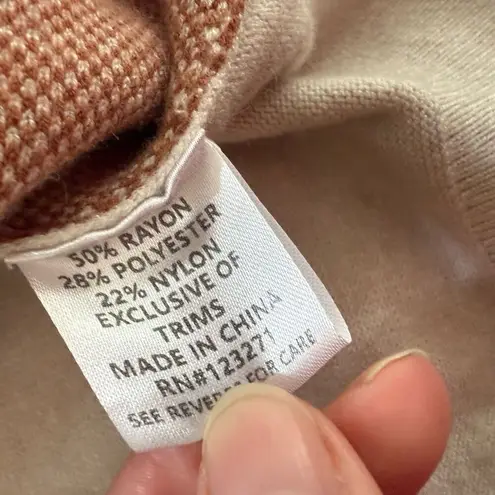 50% RAYON
28% POLYESTER
22% NYLON
EXCLUSIVE OF
TRIMS
MADE IN CHINA
RN#123271
SEE REVERSE FOR CARE